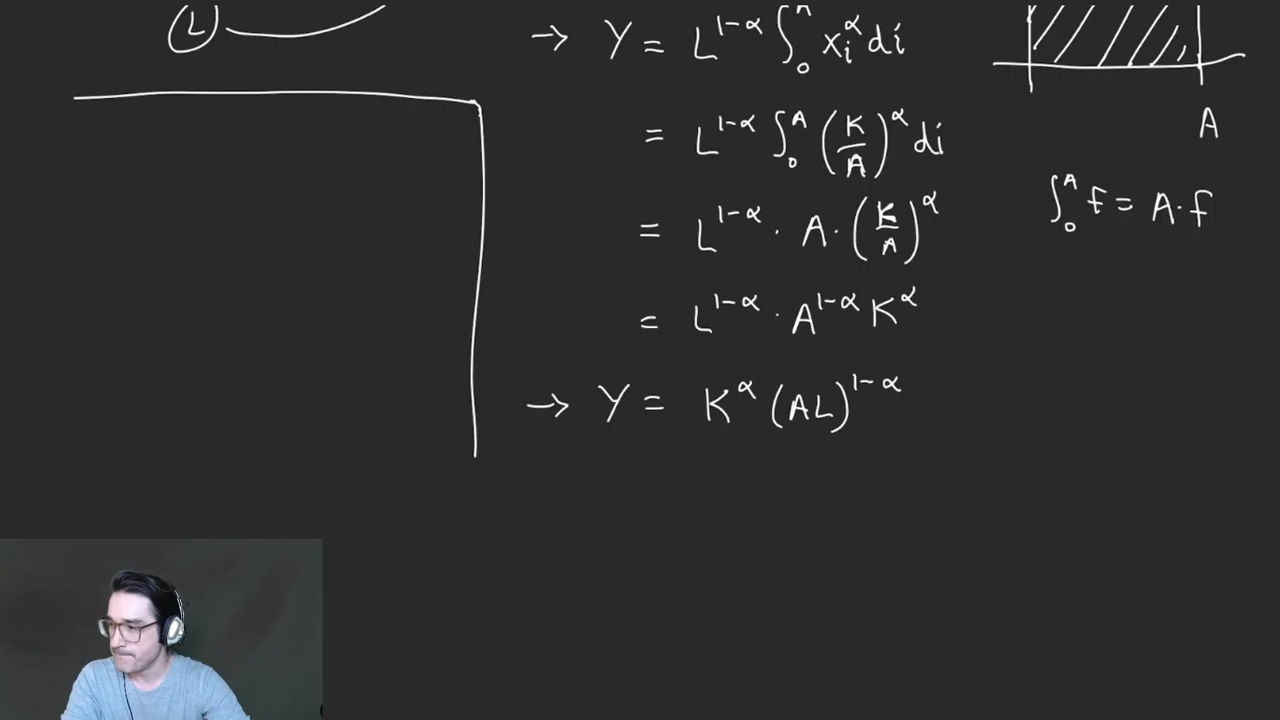 L
→ Y = L^{1-α} ∫_0^A x_i^α di
= L^{1-α} ∫_0^A (K/A)^α di
= L^{1-α} · A · (K/A)^α
= L^{1-α} · A^{1-α} K^α
→ Y = K^α (AL)^{1-α}
A
∫_0^A f = A · f